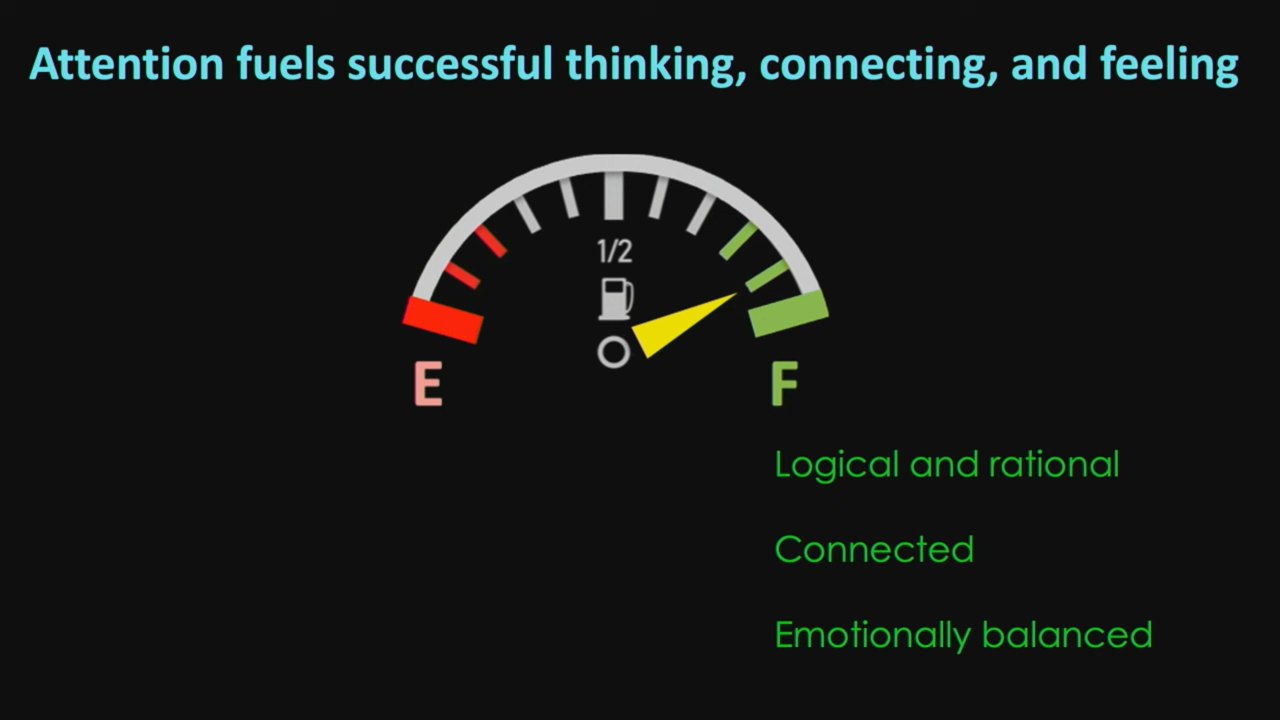 Attention fuels successful thinking, connecting, and feeling
1/2
E
F
Logical and rational
Connected
Emotionally balanced